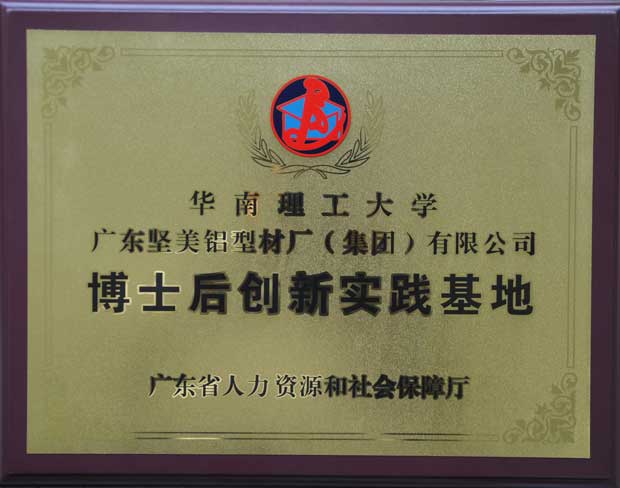 华南理工大学
广东坚美铝型材厂（集团）有限公司
博士后创新实践基地
广东省人力资源和社会保障厅